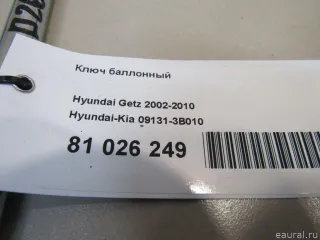 Ключ баллонный
Hyundai Getz 2002-2010
Hyundai-Kia 09131-3B010
81 026 249
eaural.ru